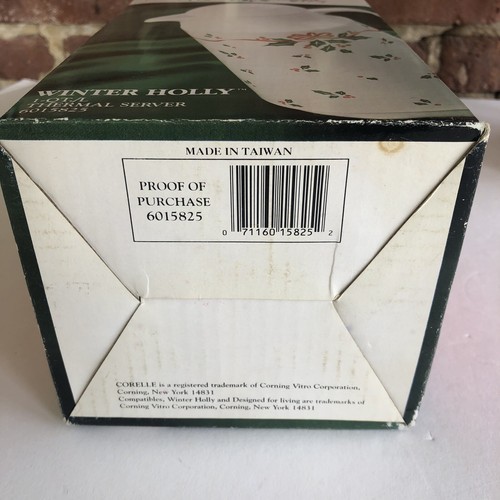 WINTER HOLLY™
THERMAL SERVER
6015825
MADE IN TAIWAN
PROOF OF
PURCHASE
6015825
0 71160 15825 2
CORELLE is a registered trademark of Corning Vitro Corporation,
Corning, New York 14831
Compatibles, Winter Holly and Designed for living are trademarks of
Corning Vitro Corporation, Corning, New York 14831